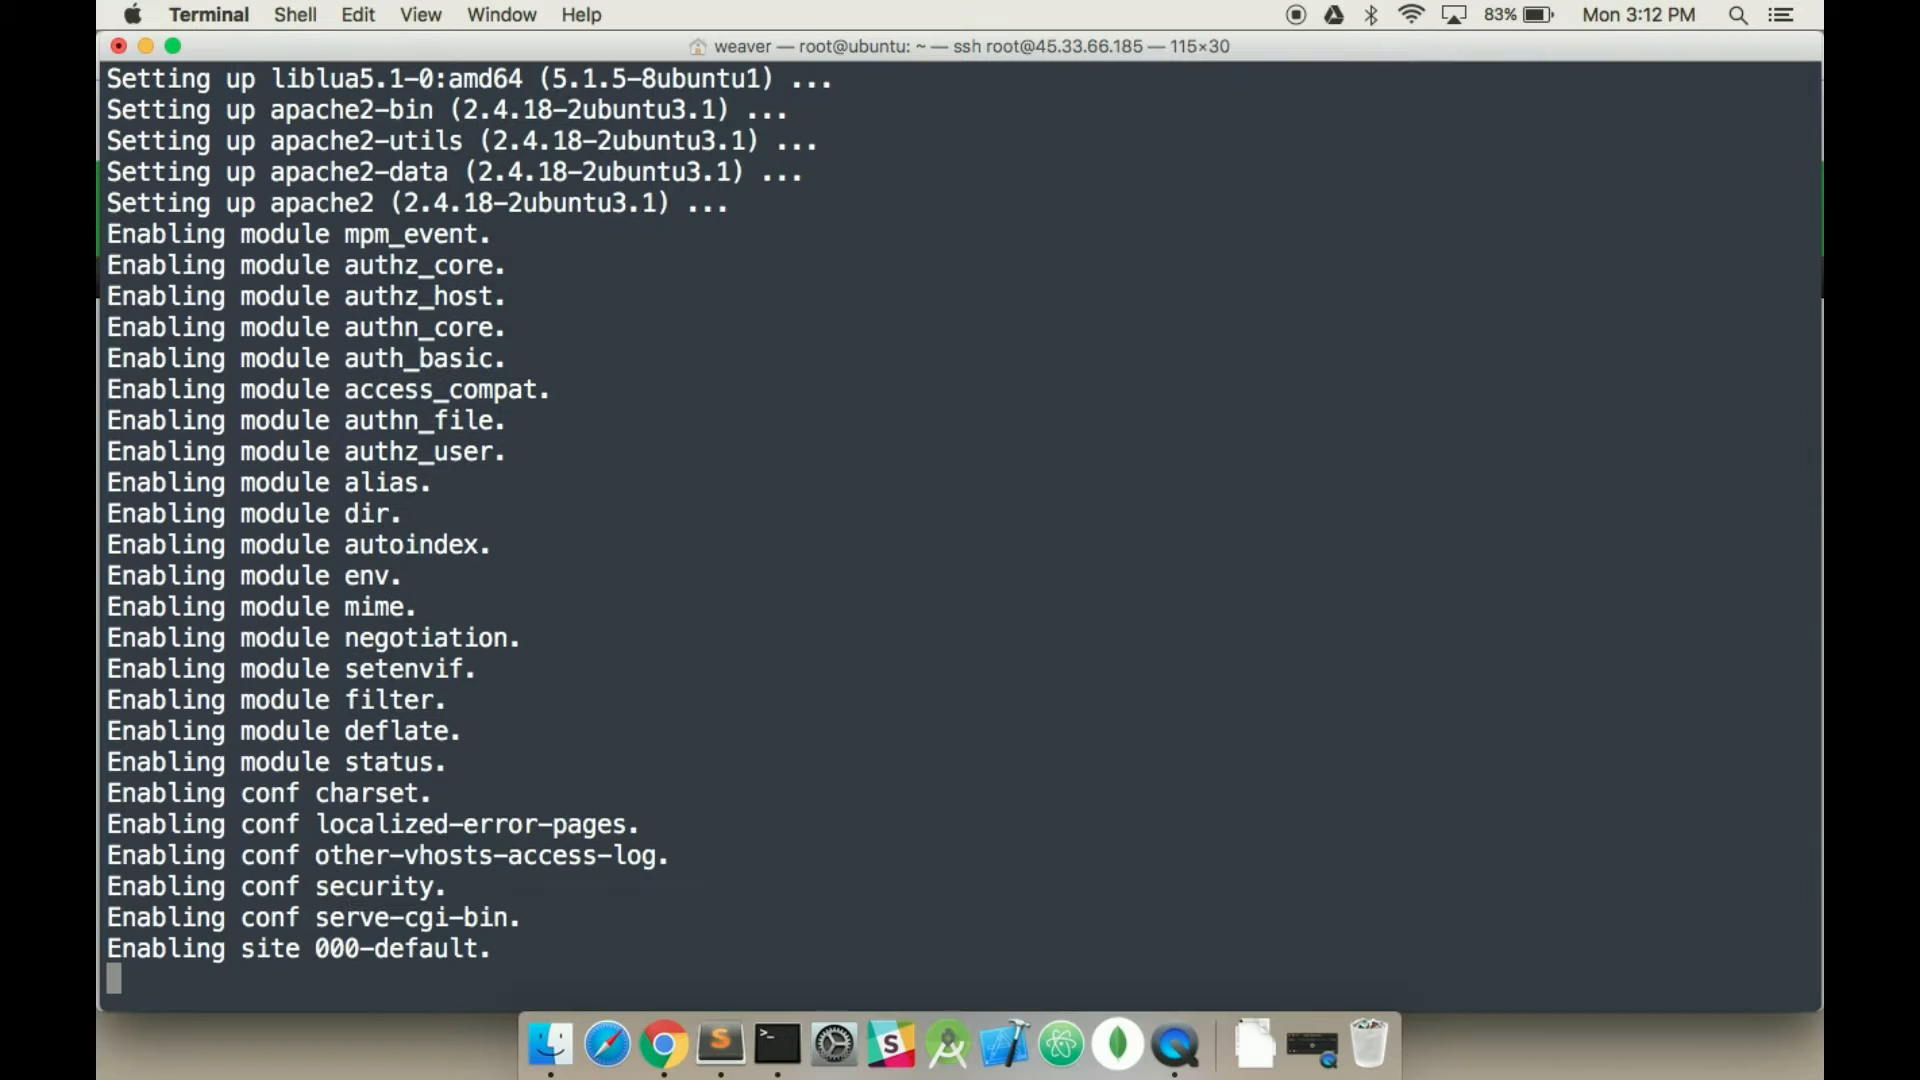 Terminal Shell Edit View Window Help 83% Mon 3:12 PM
weaver — root@ubuntu: ~ — ssh root@45.33.66.185 — 115×30
Setting up liblua5.1-0:amd64 (5.1.5-8ubuntu1) ...
Setting up apache2-bin (2.4.18-2ubuntu3.1) ...
Setting up apache2-utils (2.4.18-2ubuntu3.1) ...
Setting up apache2-data (2.4.18-2ubuntu3.1) ...
Setting up apache2 (2.4.18-2ubuntu3.1) ...
Enabling module mpm_event.
Enabling module authz_core.
Enabling module authz_host.
Enabling module authn_core.
Enabling module auth_basic.
Enabling module access_compat.
Enabling module authn_file.
Enabling module authz_user.
Enabling module alias.
Enabling module dir.
Enabling module autoindex.
Enabling module env.
Enabling module mime.
Enabling module negotiation.
Enabling module setenvif.
Enabling module filter.
Enabling module deflate.
Enabling module status.
Enabling conf charset.
Enabling conf localized-error-pages.
Enabling conf other-vhosts-access-log.
Enabling conf security.
Enabling conf serve-cgi-bin.
Enabling site 000-default.